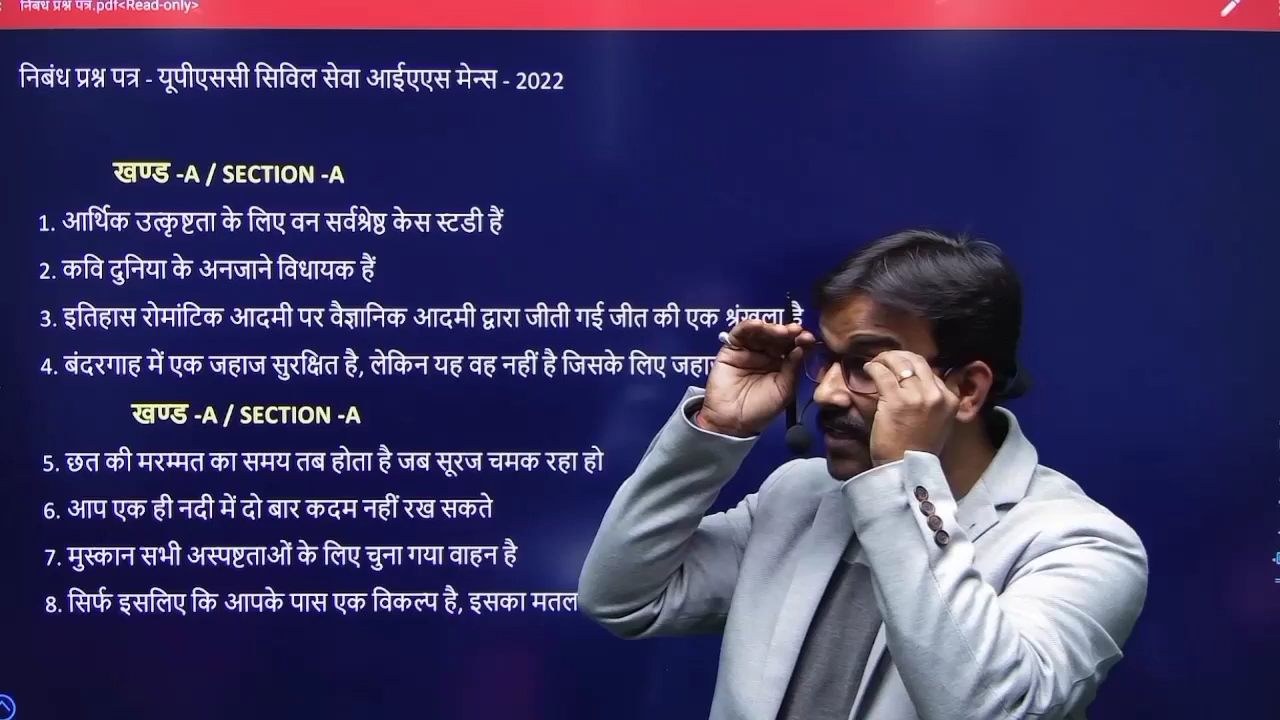 निबंध प्रश्न पत्र.pdf<Read-only>
निबंध प्रश्न पत्र - यूपीएससी सिविल सेवा आईएएस मेन्स - 2022
खण्ड -A / SECTION -A
1. आर्थिक उत्कृष्टता के लिए वन सर्वश्रेष्ठ केस स्टडी हैं
2. कवि दुनिया के अनजाने विधायक हैं
3. इतिहास रोमांटिक आदमी पर वैज्ञानिक आदमी द्वारा जीती गई जीत की एक श्रृंखला है
4. बंदरगाह में एक जहाज सुरक्षित है, लेकिन यह वह नहीं है जिसके लिए
खण्ड -A / SECTION -A
5. छत की मरम्मत का समय तब होता है जब सूरज चमक रहा हो
6. आप एक ही नदी में दो बार कदम नहीं रख सकते
7. मुस्कान सभी अस्पष्टताओं के लिए चुना गया वाहन है
8. सिर्फ इसलिए कि आपके पास एक विकल्प है, इसका